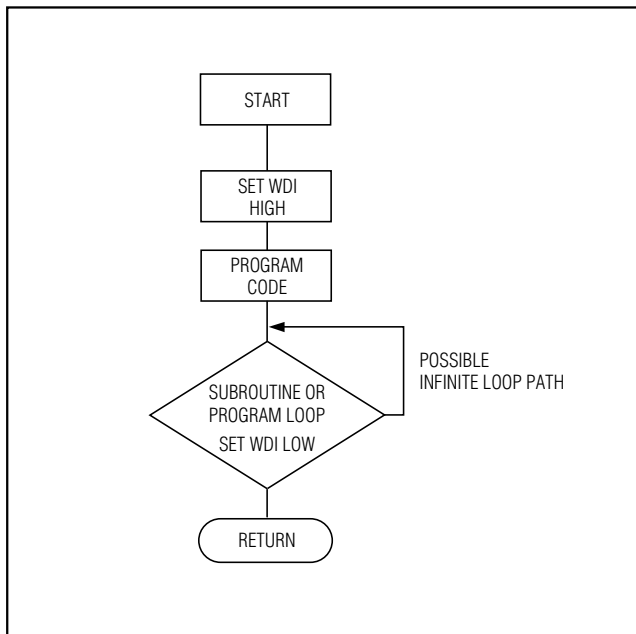 START
SET WDI
HIGH
PROGRAM
CODE
POSSIBLE
INFINITE LOOP PATH
SUBROUTINE OR
PROGRAM LOOP
SET WDI LOW
RETURN